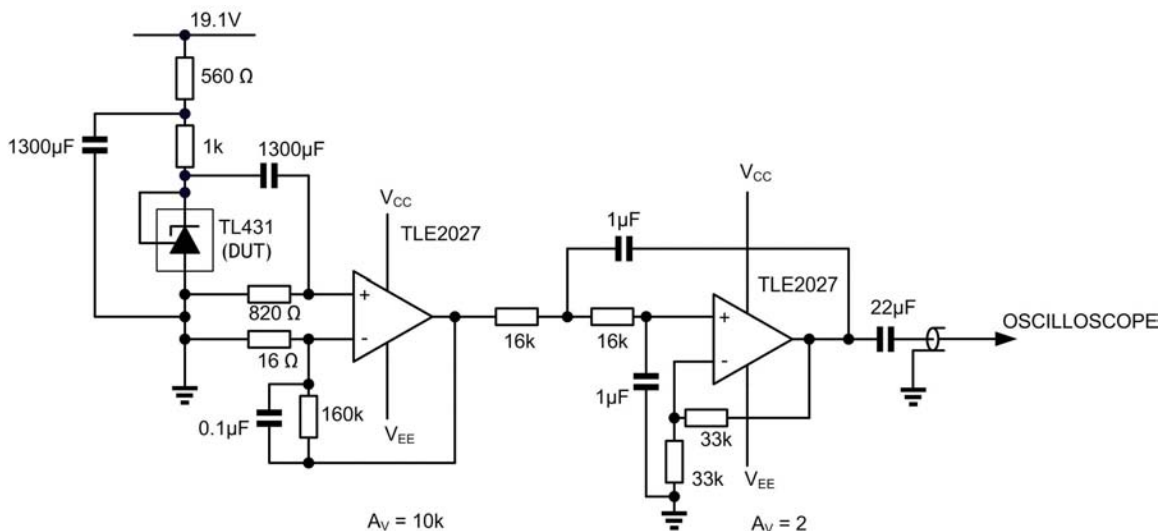 19.1V
560 Ω
1300µF
1k
1300µF
TL431
(DUT)
V_CC
TLE2027
820 Ω
+
16 Ω
-
0.1µF
160k
V_EE
A_V = 10k
16k
16k
1µF
1µF
V_CC
TLE2027
+
-
33k
33k
V_EE
A_V = 2
22µF
OSCILLOSCOPE